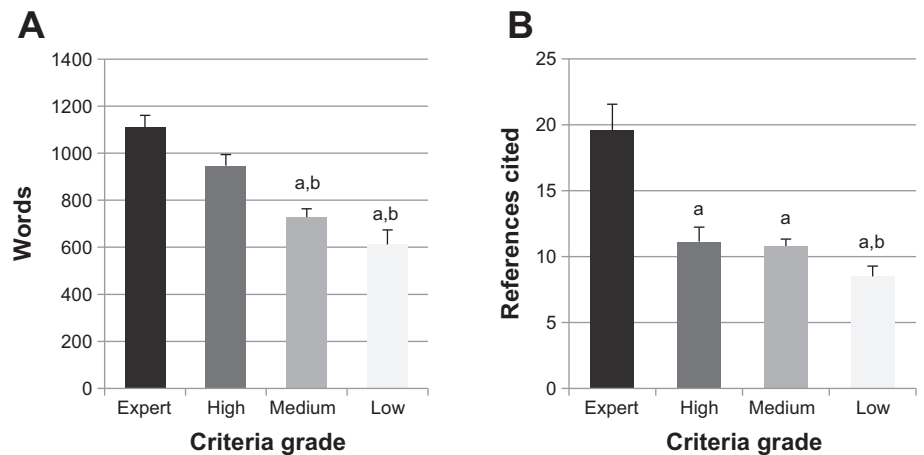 A
Words
1400
1200
1000
800
600
400
200
0
a,b
a,b
Expert High Medium Low
Criteria grade
B
References cited
25
20
15
10
5
0
a
a
a,b
Expert High Medium Low
Criteria grade